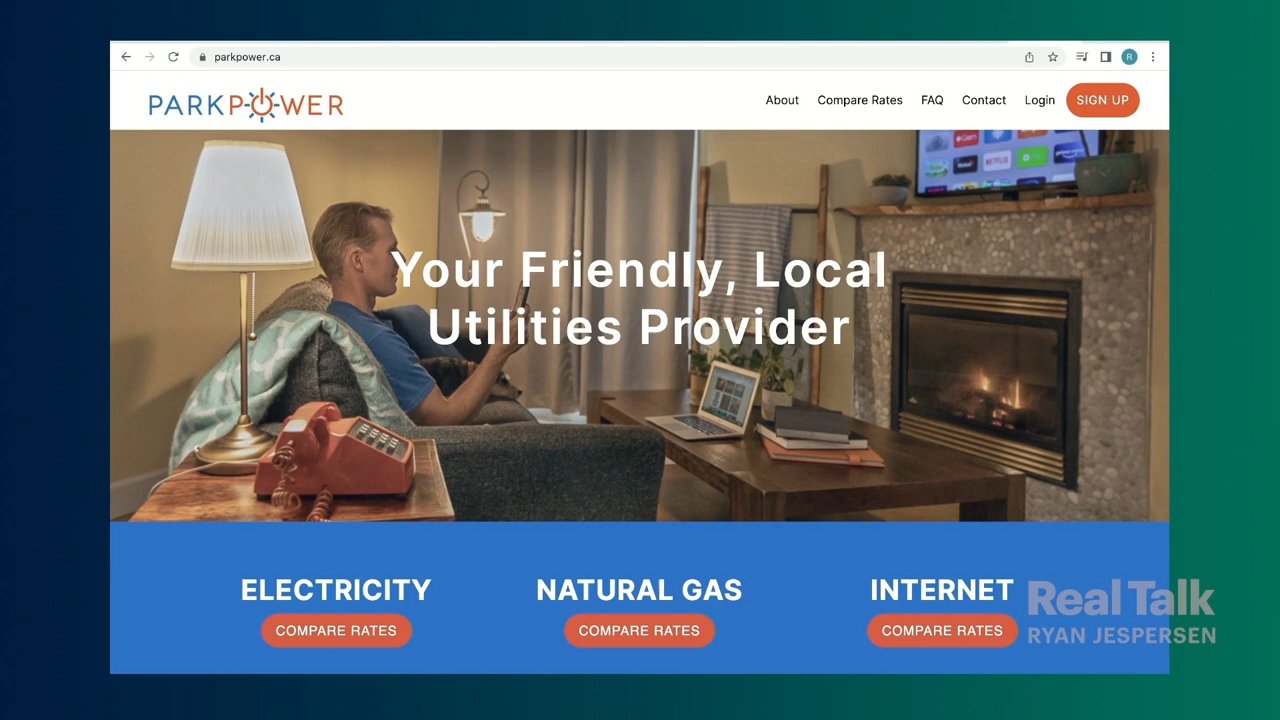 parkpower.ca
R
PARKPOWER
About
Compare Rates
FAQ
Contact
Login
SIGN UP
NETFLIX
Your Friendly, Local
Utilities Provider
ELECTRICITY
NATURAL GAS
INTERNET
COMPARE RATES
COMPARE RATES
COMPARE RATES
Real Talk
RYAN JESPERSEN